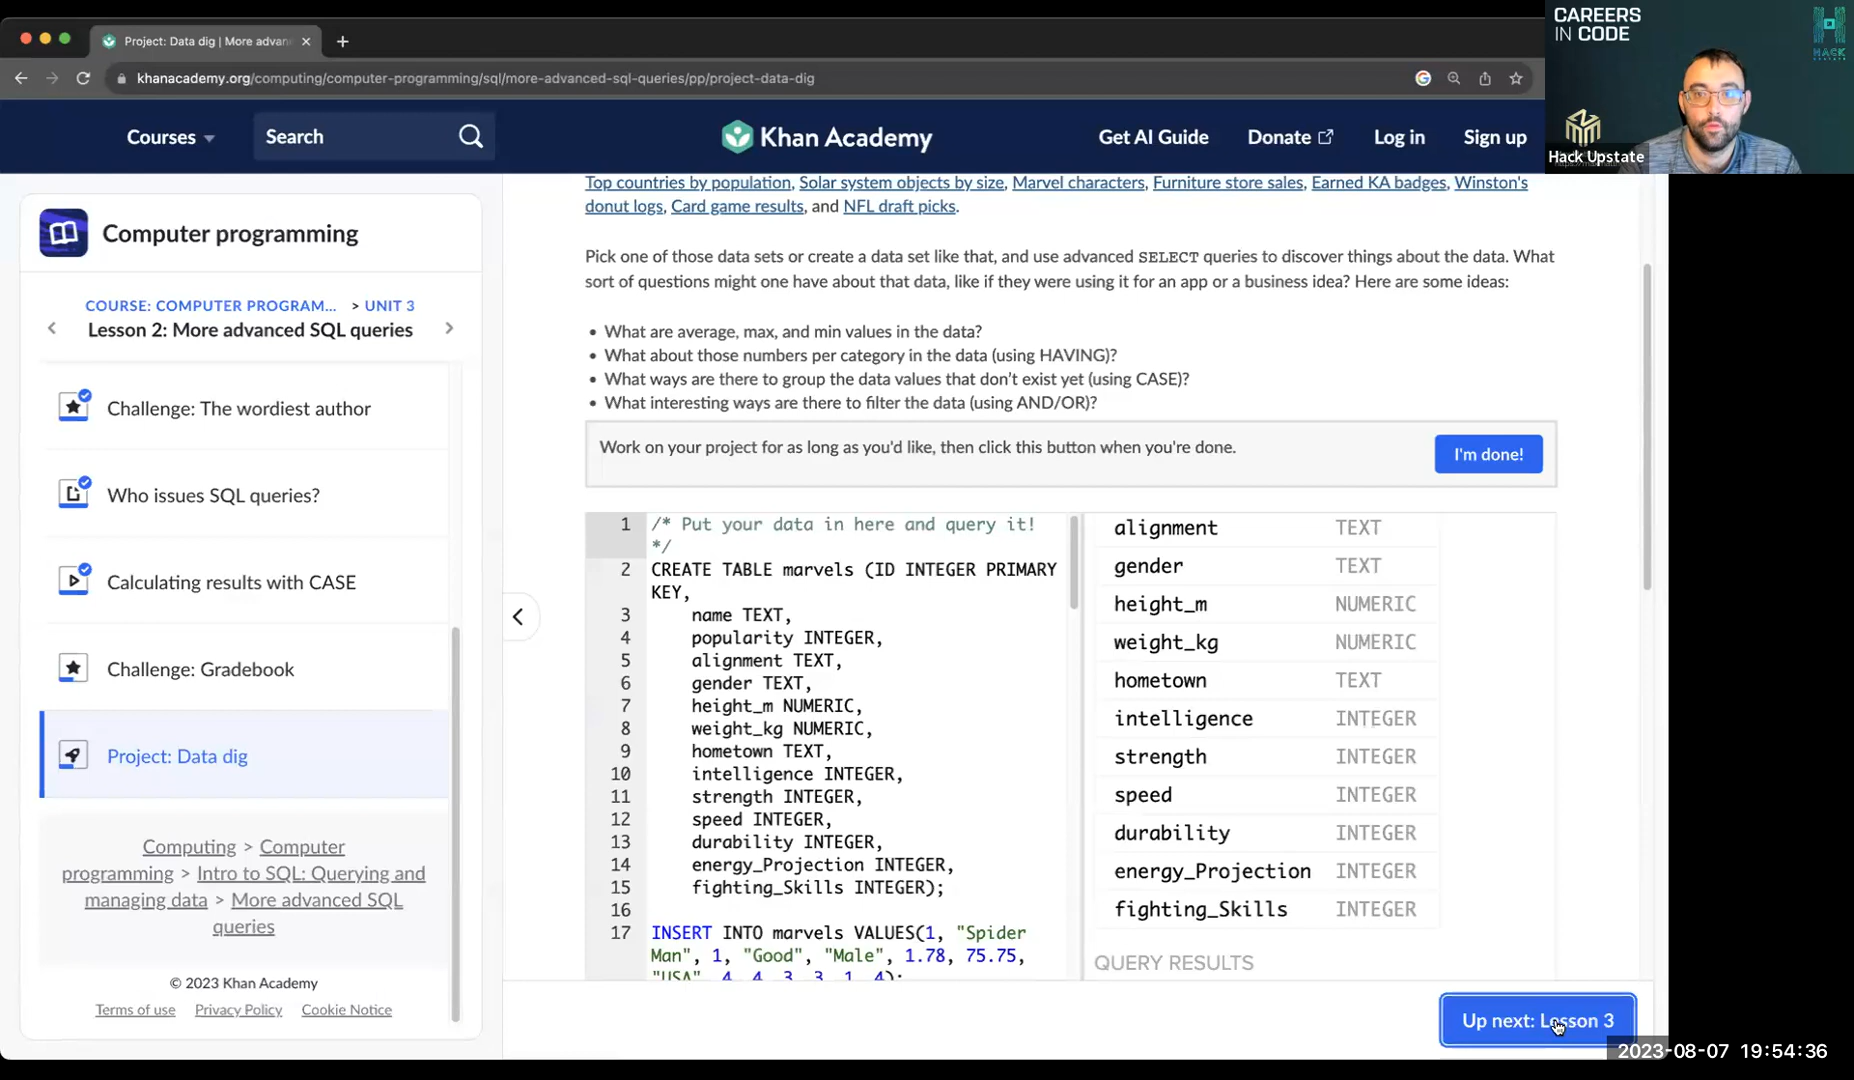 Project: Data dig | More advan
khanacademy.org/computing/computer-programming/sql/more-advanced-sql-queries/pp/project-data-dig
CAREERS
IN CODE
HACK
UPSTATE
Hack Upstate
Courses
Search
Khan Academy
Get AI Guide
Donate
Log in
Sign up
Computer programming
COURSE: COMPUTER PROGRAM... > UNIT 3
Lesson 2: More advanced SQL queries
Challenge: The wordiest author
Who issues SQL queries?
Calculating results with CASE
Challenge: Gradebook
Project: Data dig
Computing > Computer
programming > Intro to SQL: Querying and
managing data > More advanced SQL
queries
© 2023 Khan Academy
Terms of use Privacy Policy Cookie Notice
Top countries by population, Solar system objects by size, Marvel characters, Furniture store sales, Earned KA badges, Winston's
donut logs, Card game results, and NFL draft picks.
Pick one of those data sets or create a data set like that, and use advanced SELECT queries to discover things about the data. What
sort of questions might one have about that data, like if they were using it for an app or a business idea? Here are some ideas:
• What are average, max, and min values in the data?
• What about those numbers per category in the data (using HAVING)?
• What ways are there to group the data values that don't exist yet (using CASE)?
• What interesting ways are there to filter the data (using AND/OR)?
Work on your project for as long as you'd like, then click this button when you're done.
I'm done!
1 /* Put your data in here and query it!
*/
2 CREATE TABLE marvels (ID INTEGER PRIMARY
KEY,
3 name TEXT,
4 popularity INTEGER,
5 alignment TEXT,
6 gender TEXT,
7 height_m NUMERIC,
8 weight_kg NUMERIC,
9 hometown TEXT,
10 intelligence INTEGER,
11 strength INTEGER,
12 speed INTEGER,
13 durability INTEGER,
14 energy_Projection INTEGER,
15 fighting_Skills INTEGER);
16
17 INSERT INTO marvels VALUES(1, "Spider
Man", 1, "Good", "Male", 1.78, 75.75,
"USA", 4, 4, 3, 3, 1, 4);
alignment TEXT
gender TEXT
height_m NUMERIC
weight_kg NUMERIC
hometown TEXT
intelligence INTEGER
strength INTEGER
speed INTEGER
durability INTEGER
energy_Projection INTEGER
fighting_Skills INTEGER
QUERY RESULTS
Up next: Lesson 3
2023-08-07 19:54:36